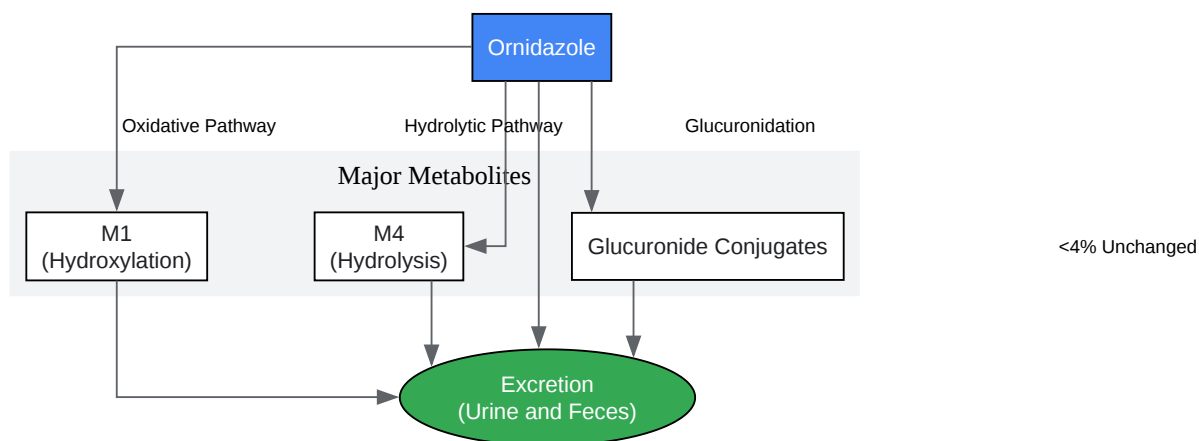 Ornidazole
Oxidative Pathway
Hydrolytic Pathway
Glucuronidation
Major Metabolites
M1
(Hydroxylation)
M4
(Hydrolysis)
Glucuronide Conjugates
<4% Unchanged
Excretion
(Urine and Feces)